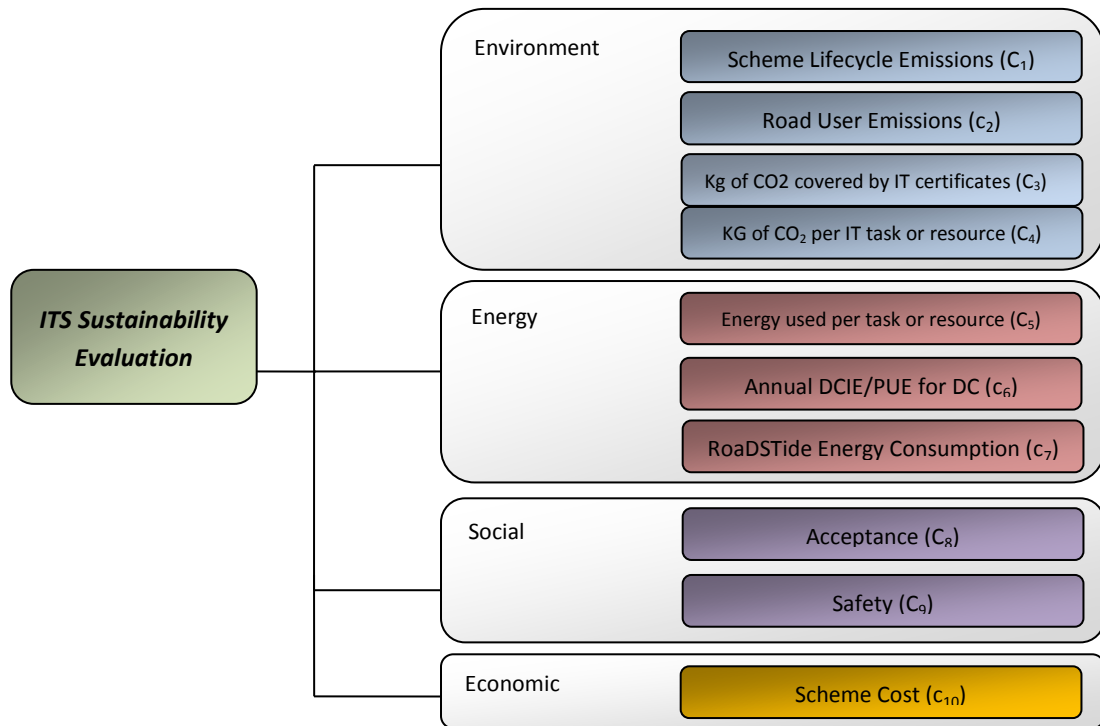 Environment
Scheme Lifecycle Emissions (C₁)
Road User Emissions (c₂)
Kg of CO2 covered by IT certificates (C₃)
KG of CO₂ per IT task or resource (C₄)
ITS Sustainability
Evaluation
Energy
Energy used per task or resource (C₅)
Annual DCIE/PUE for DC (c₆)
RoaDSTide Energy Consumption (c₇)
Social
Acceptance (C₈)
Safety (C₉)
Economic
Scheme Cost (c₁₀)